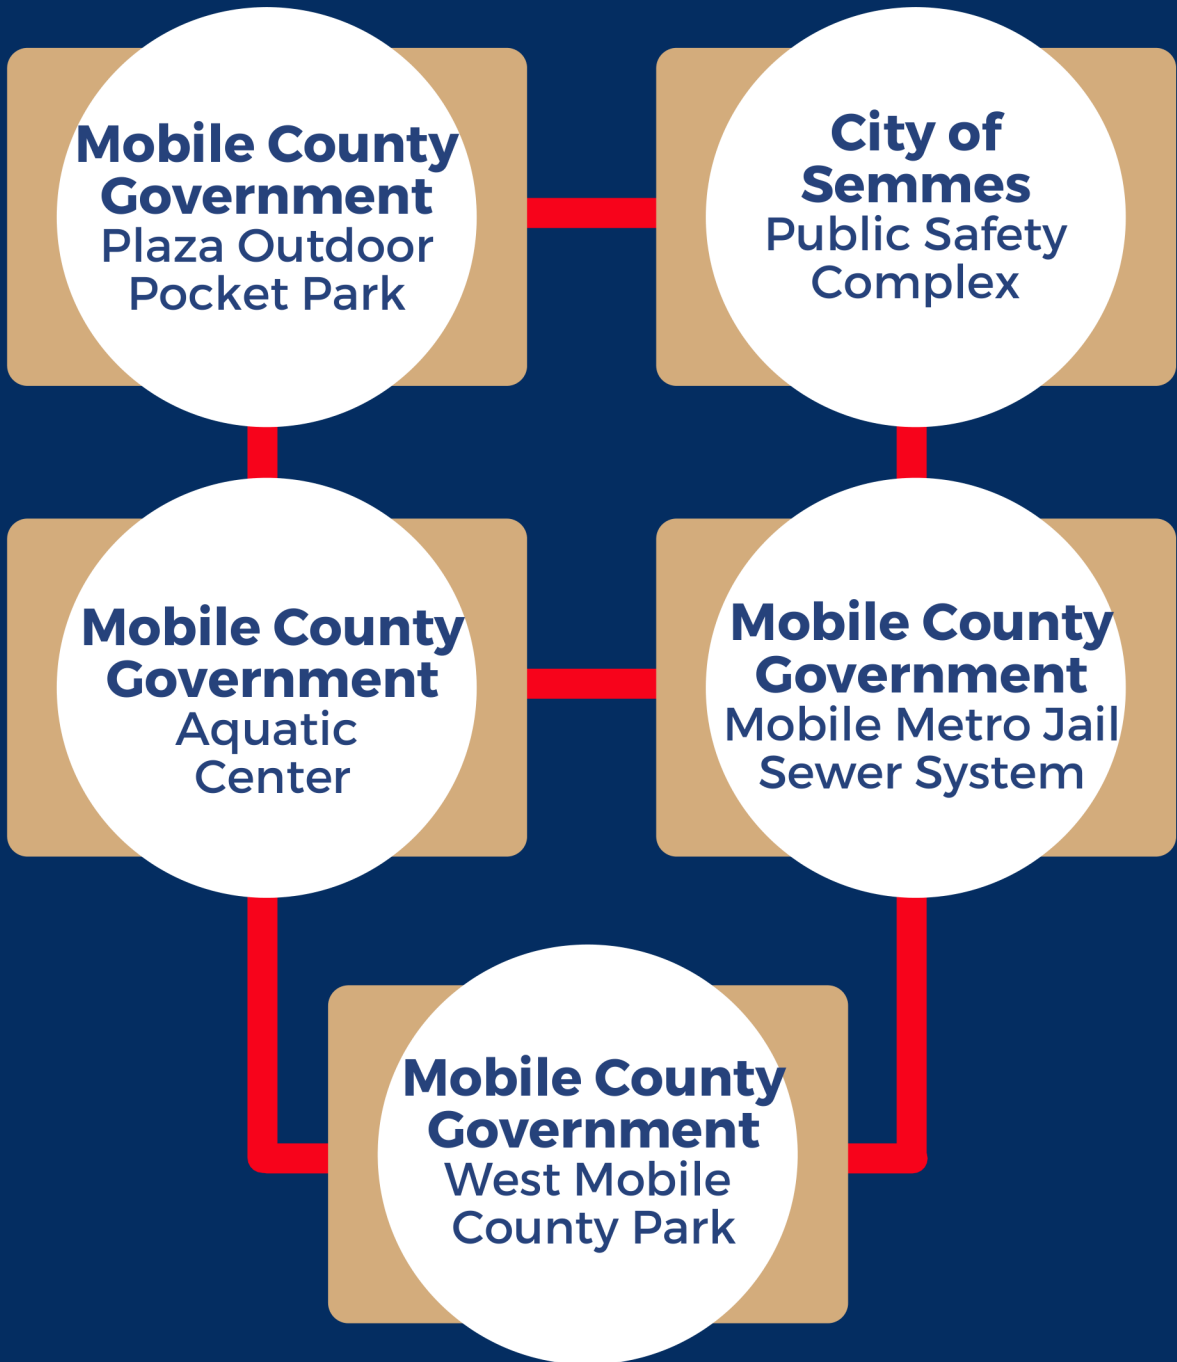 Mobile County
Government
Plaza Outdoor
Pocket Park
City of
Semmes
Public Safety
Complex
Mobile County
Government
Aquatic
Center
Mobile County
Government
Mobile Metro Jail
Sewer System
Mobile County
Government
West Mobile
County Park